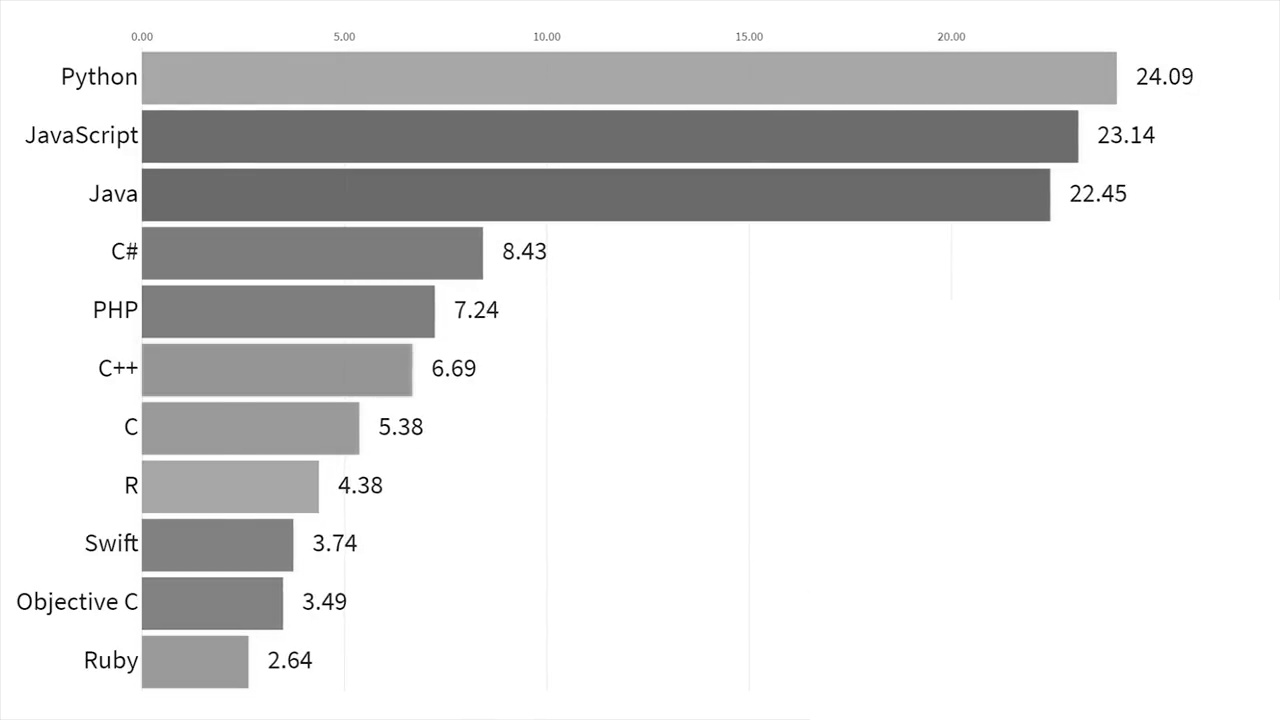 0.00 5.00 10.00 15.00 20.00
Python 24.09
JavaScript 23.14
Java 22.45
C# 8.43
PHP 7.24
C++ 6.69
C 5.38
R 4.38
Swift 3.74
Objective C 3.49
Ruby 2.64